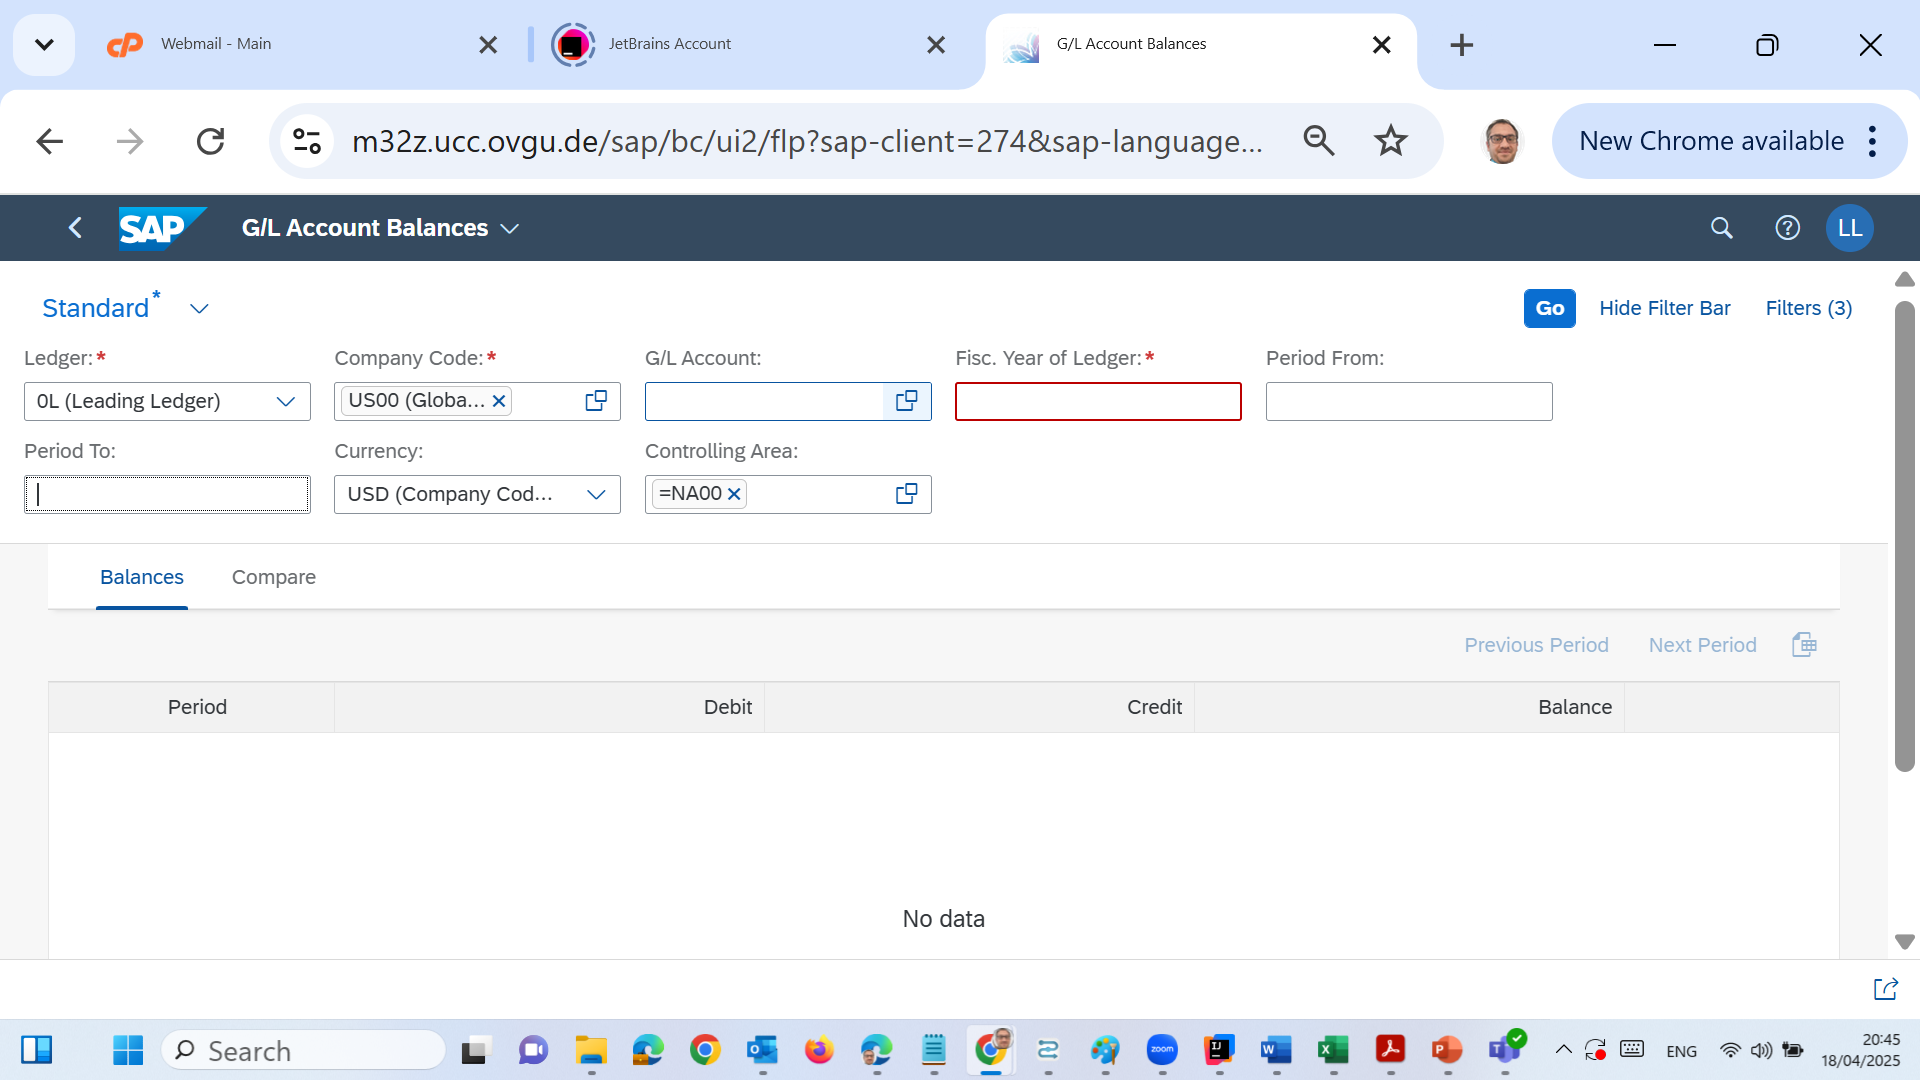 Webmail - Main
JetBrains Account
G/L Account Balances
m32z.ucc.ovgu.de/sap/bc/ui2/flp?sap-client=274&sap-language...
New Chrome available
SAP
G/L Account Balances
LL
Standard*
Go
Hide Filter Bar
Filters (3)
Ledger:*
Company Code:*
G/L Account:
Fisc. Year of Ledger:*
Period From:
0L (Leading Ledger)
US00 (Globa...
Period To:
Currency:
Controlling Area:
USD (Company Cod...
=NA00
Balances
Compare
Previous Period
Next Period
Period
Debit
Credit
Balance
No data
Search
zoom
ENG
20:45
18/04/2025